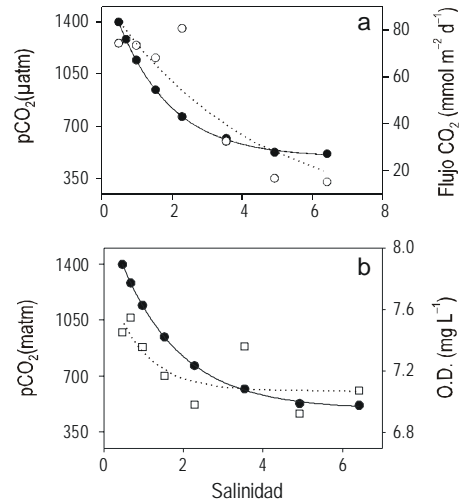 a
1400
1050
700
350
pCO₂(µatm)
80
60
40
20
Flujo CO₂ (mmol m⁻² d⁻¹)
0 2 4 6 8
b
1400
1050
700
350
pCO₂(matm)
8.0
7.6
7.2
6.8
O.D. (mg L⁻¹)
0 2 4 6 8
Salinidad